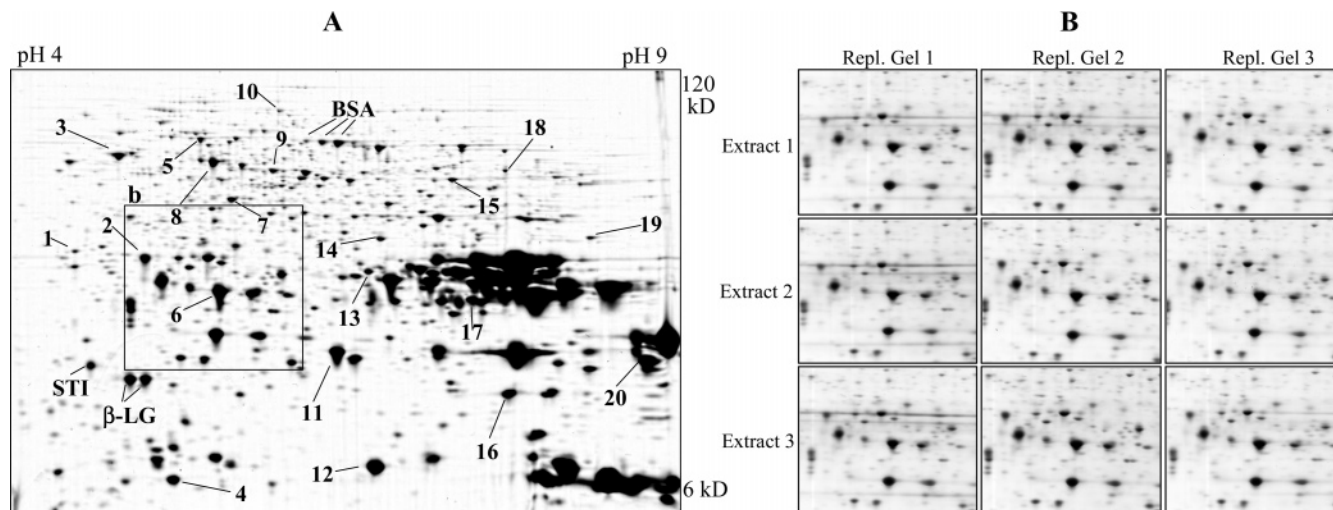 A
B
pH 4
pH 9
Repl. Gel 1
Repl. Gel 2
Repl. Gel 3
120
kD
10
BSA
3
5
9
18
Extract 1
b
8
7
15
1
2
14
19
6
13
17
Extract 2
STI
β-LG
11
16
20
12
4
6 kD
Extract 3